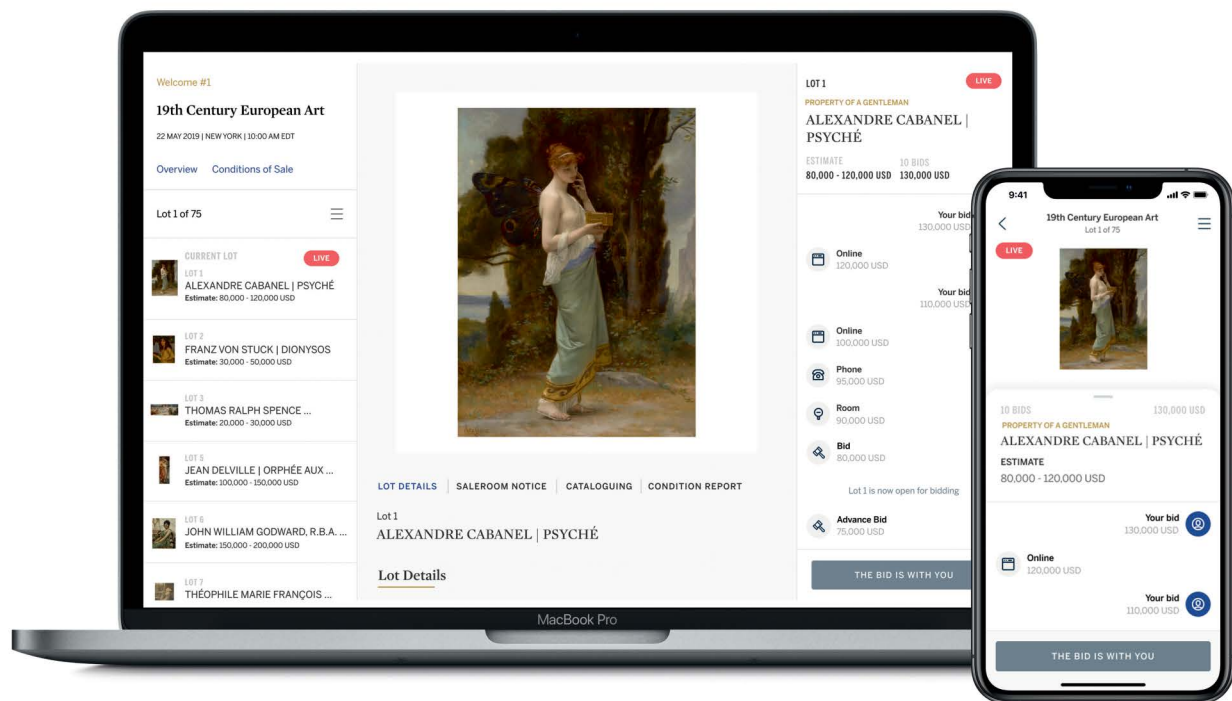 Welcome #1
19th Century European Art
22 MAY 2019 | NEW YORK | 10:00 AM EDT
Overview Conditions of Sale
Lot 1 of 75
CURRENT LOT
LIVE
LOT 1
ALEXANDRE CABANEL | PSYCHÉ
Estimate: 80,000 - 120,000 USD
LOT 2
FRANZ VON STUCK | DIONYSOS
Estimate: 30,000 - 50,000 USD
LOT 3
THOMAS RALPH SPENCE ...
Estimate: 20,000 - 30,000 USD
LOT 5
JEAN DELVILLE | ORPHÉE AUX ...
Estimate: 100,000 - 150,000 USD
LOT 6
JOHN WILLIAM GODWARD, R.B.A. ...
Estimate: 150,000 - 200,000 USD
LOT 7
THÉOPHILE MARIE FRANÇOIS ...
LOT DETAILS | SALEROOM NOTICE | CATALOGUING | CONDITION REPORT
Lot 1
ALEXANDRE CABANEL | PSYCHÉ
Lot Details
LOT 1
LIVE
PROPERTY OF A GENTLEMAN
ALEXANDRE CABANEL |
PSYCHÉ
ESTIMATE 10 BIDS
80,000 - 120,000 USD 130,000 USD
Your bid
130,000 USD
Online
120,000 USD
Your bid
110,000 USD
Online
100,000 USD
Phone
95,000 USD
Room
90,000 USD
Bid
80,000 USD
Lot 1 is now open for bidding
Advance Bid
75,000 USD
THE BID IS WITH YOU
MacBook Pro
9:41
19th Century European Art
Lot 1 of 75
LIVE
10 BIDS 130,000 USD
PROPERTY OF A GENTLEMAN
ALEXANDRE CABANEL | PSYCHÉ
ESTIMATE
80,000 - 120,000 USD
Your bid
130,000 USD
Online
120,000 USD
Your bid
110,000 USD
THE BID IS WITH YOU